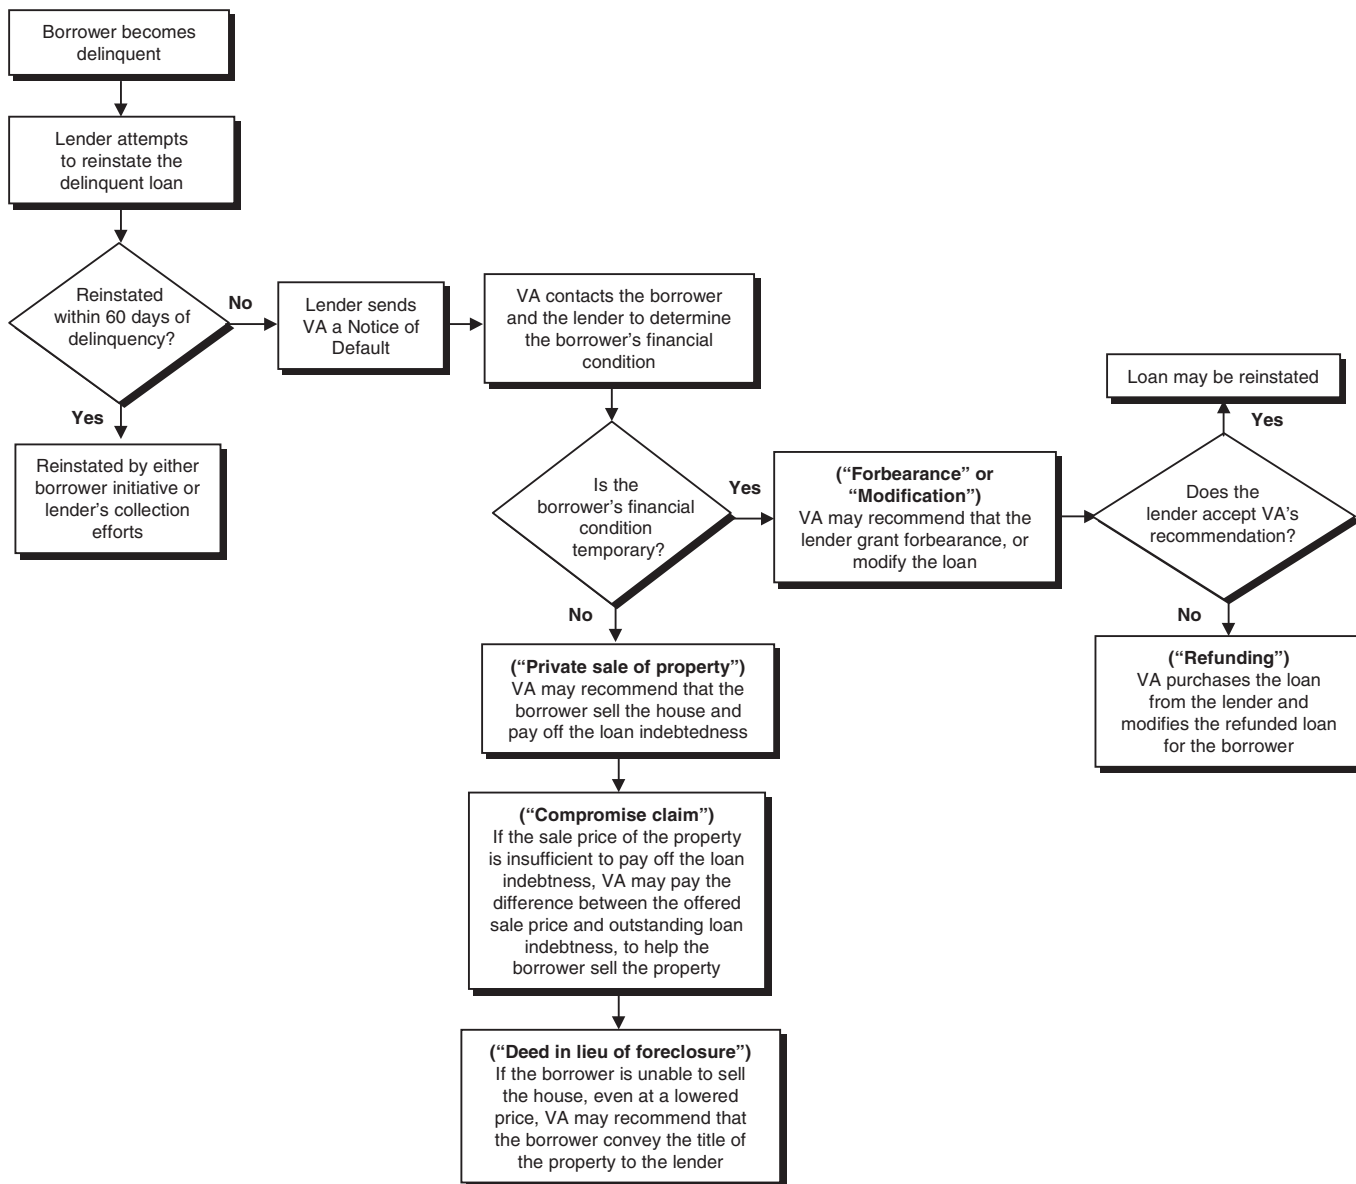 Borrower becomes
delinquent
Lender attempts
to reinstate the
delinquent loan
Reinstated
within 60 days of
delinquency?
No
Yes
Reinstated by either
borrower initiative or
lender's collection
efforts
Lender sends
VA a Notice of
Default
VA contacts the borrower
and the lender to determine
the borrower's financial
condition
Is the
borrower's financial
condition
temporary?
Yes
No
(“Forbearance” or
“Modification”)
VA may recommend that the
lender grant forbearance, or
modify the loan
Does the
lender accept VA's
recommendation?
Yes
Loan may be reinstated
No
(“Refunding”)
VA purchases the loan
from the lender and
modifies the refunded loan
for the borrower
(“Private sale of property”)
VA may recommend that the
borrower sell the house and
pay off the loan indebtedness
(“Compromise claim”)
If the sale price of the property
is insufficient to pay off the loan
indebtness, VA may pay the
difference between the offered
sale price and outstanding loan
indebtness, to help the
borrower sell the property
(“Deed in lieu of foreclosure”)
If the borrower is unable to sell
the house, even at a lowered
price, VA may recommend that
the borrower convey the title of
the property to the lender